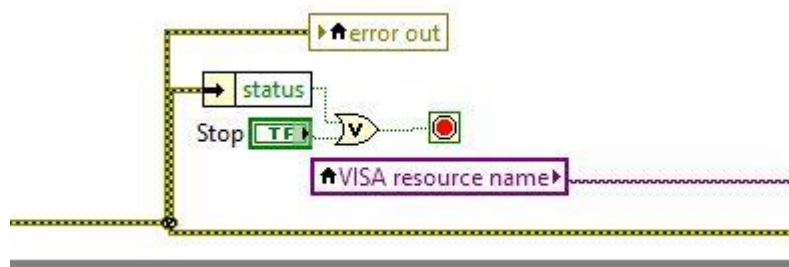 error out
status
Stop TF
V
VISA resource name